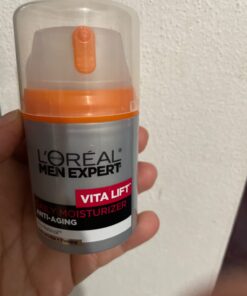 L'ORÉAL
MEN EXPERT
VITA LIFT
MOISTURIZER
ANTI-AGING